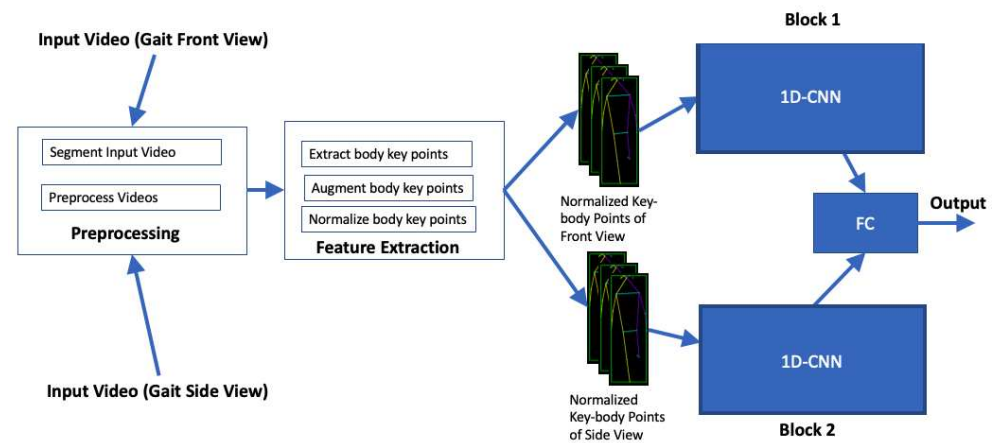 Input Video (Gait Front View)
Segment Input Video
Preprocess Videos
Preprocessing
Input Video (Gait Side View)
Extract body key points
Augment body key points
Normalize body key points
Feature Extraction
Normalized Key-
body Points of
Front View
Normalized
Key-body Points
of Side View
Block 1
1D-CNN
FC
Output
1D-CNN
Block 2